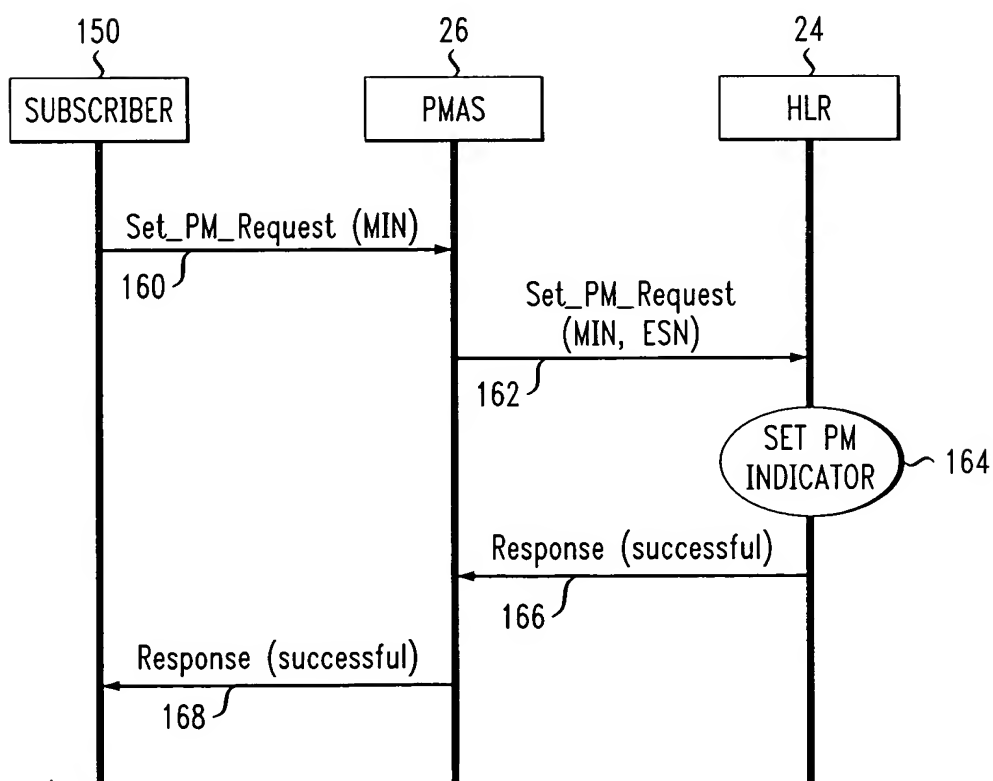 150
26
24
SUBSCRIBER
PMAS
HLR
Set_PM_Request (MIN)
160
Set_PM_Request
(MIN, ESN)
162
SET PM
INDICATOR
164
Response (successful)
166
Response (successful)
168